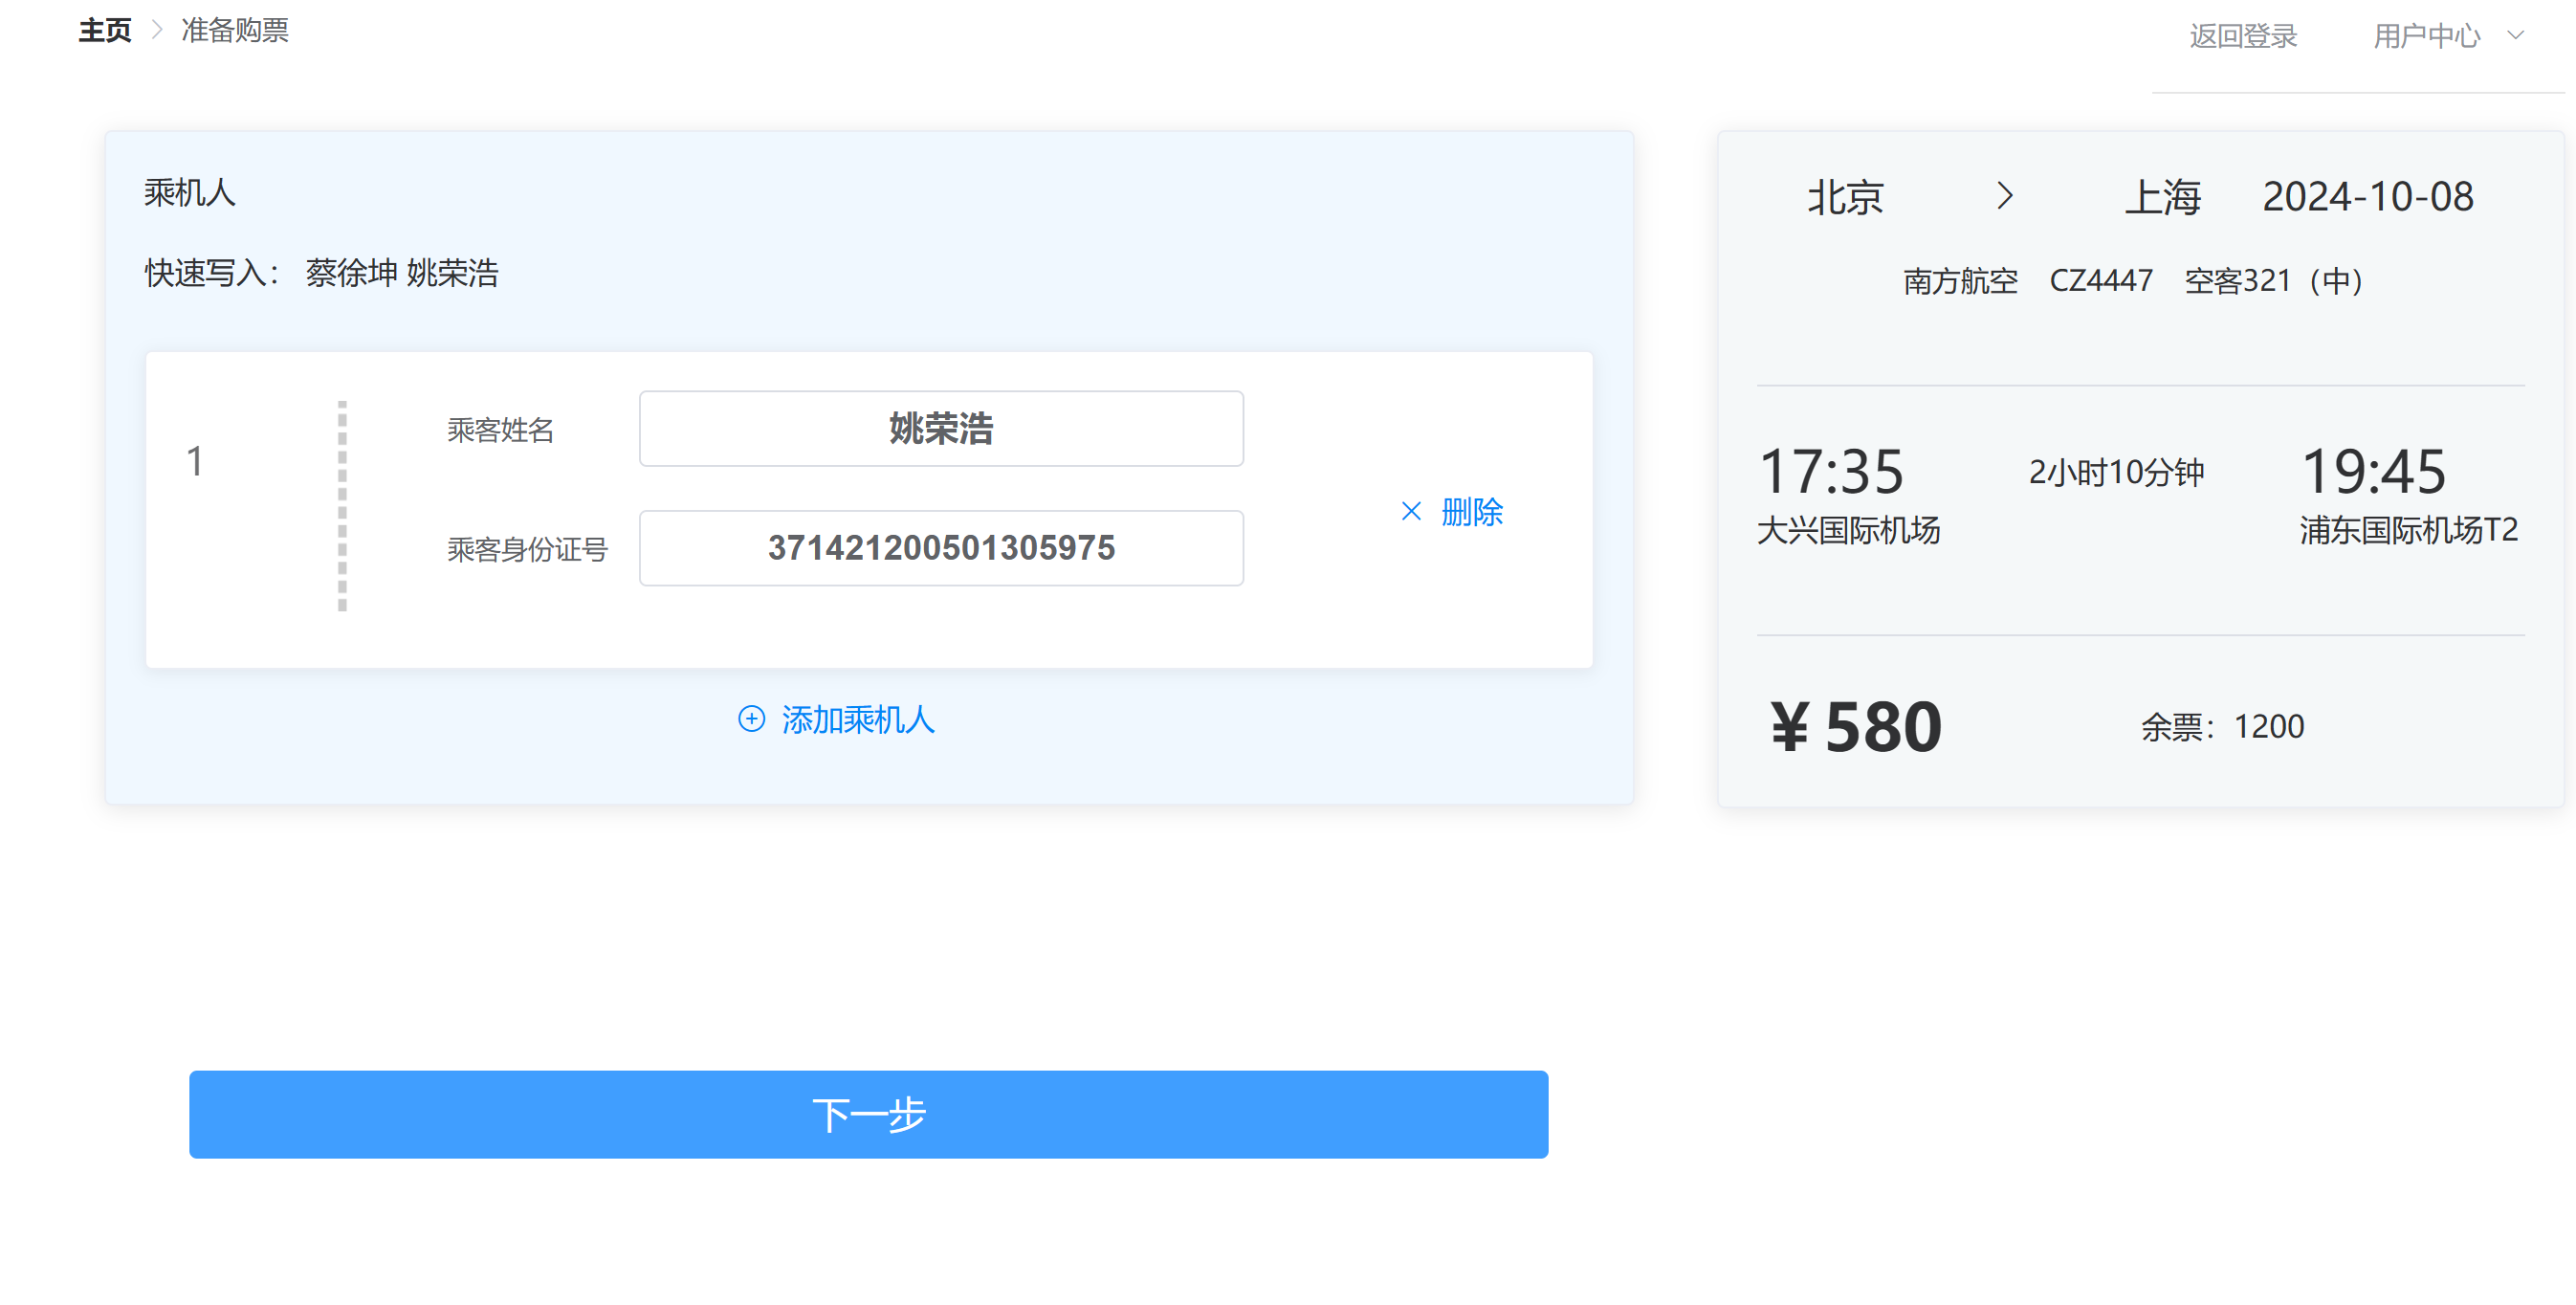 主页 > 准备购票
返回登录 用户中心
乘机人
快速写入： 蔡徐坤 姚荣浩
1
乘客姓名 姚荣浩
乘客身份证号 371421200501305975
× 删除
添加乘机人
下一步
北京 > 上海 2024-10-08
南方航空 CZ4447 空客321（中）
17:35 2小时10分钟 19:45
大兴国际机场 浦东国际机场T2
¥ 580 余票：1200